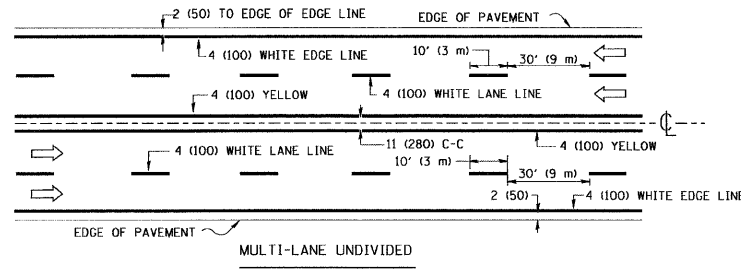 2 (50) TO EDGE OF EDGE LINE
EDGE OF PAVEMENT
4 (100) WHITE EDGE LINE
10' (3 m)
30' (9 m)
4 (100) YELLOW
4 (100) WHITE LANE LINE
CL
11 (280) C-C
4 (100) YELLOW
4 (100) WHITE LANE LINE
10' (3 m)
30' (9 m)
2 (50)
4 (100) WHITE EDGE LINE
EDGE OF PAVEMENT
MULTI-LANE UNDIVIDED